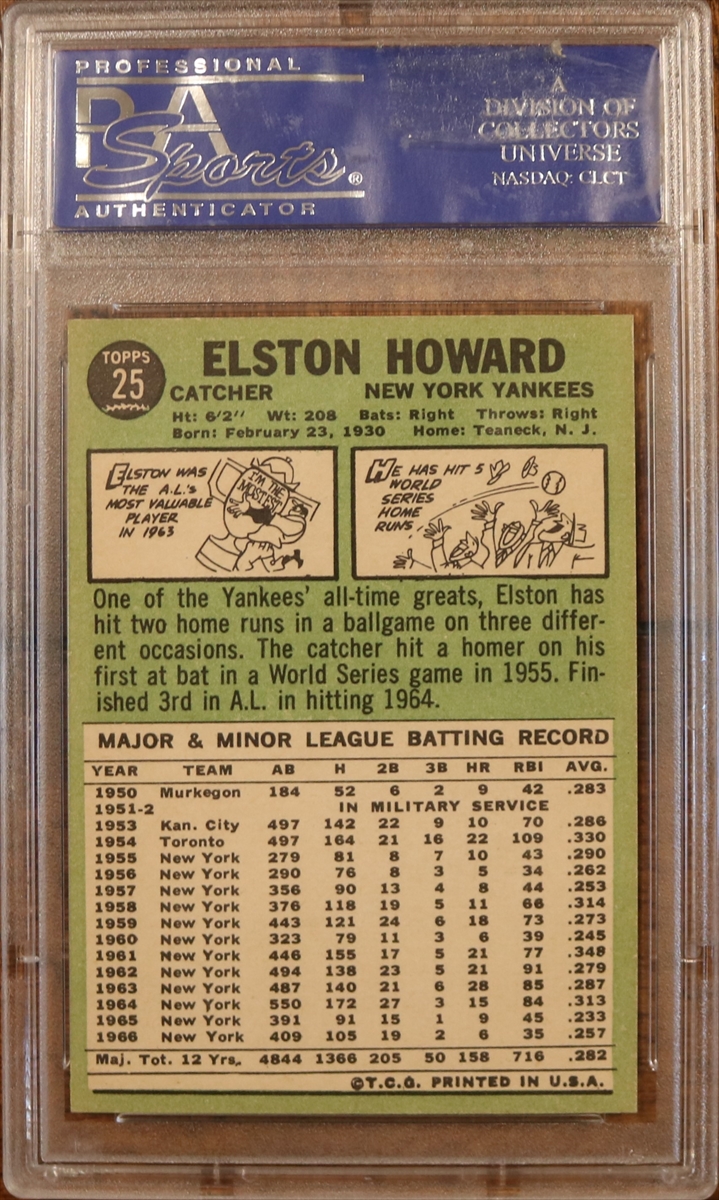 PROFESSIONAL
PSA
Sports®
AUTHENTICATOR
A
DIVISION OF
COLLECTORS
UNIVERSE
NASDAQ: CLCT
TOPPS
25
ELSTON HOWARD
CATCHER NEW YORK YANKEES
Ht: 6'2" Wt: 208 Bats: Right Throws: Right
Born: February 23, 1930 Home: Teaneck, N. J.
ELSTON WAS
THE A.L.'s
MOST VALUABLE
PLAYER
IN 1963
I'M THE
MOSTEST
HE HAS HIT 5
WORLD
SERIES
HOME
RUNS
One of the Yankees' all-time greats, Elston has
hit two home runs in a ballgame on three differ-
ent occasions. The catcher hit a homer on his
first at bat in a World Series game in 1955. Fin-
ished 3rd in A.L. in hitting 1964.
MAJOR & MINOR LEAGUE BATTING RECORD
YEAR TEAM AB H 2B 3B HR RBI AVG.
1950 Murkegon 184 52 6 2 9 42 .283
1951-2 IN MILITARY SERVICE
1953 Kan. City 497 142 22 9 10 70 .286
1954 Toronto 497 164 21 16 22 109 .330
1955 New York 279 81 8 7 10 43 .290
1956 New York 290 76 8 3 5 34 .262
1957 New York 356 90 13 4 8 44 .253
1958 New York 376 118 19 5 11 66 .314
1959 New York 443 121 24 6 18 73 .273
1960 New York 323 79 11 3 6 39 .245
1961 New York 446 155 17 5 21 77 .348
1962 New York 494 138 23 5 21 91 .279
1963 New York 487 140 21 6 28 85 .287
1964 New York 550 172 27 3 15 84 .313
1965 New York 391 91 15 1 9 45 .233
1966 New York 409 105 19 2 6 35 .257
Maj. Tot. 12 Yrs. 4844 1366 205 50 158 716 .282
©T.C.G. PRINTED IN U.S.A.